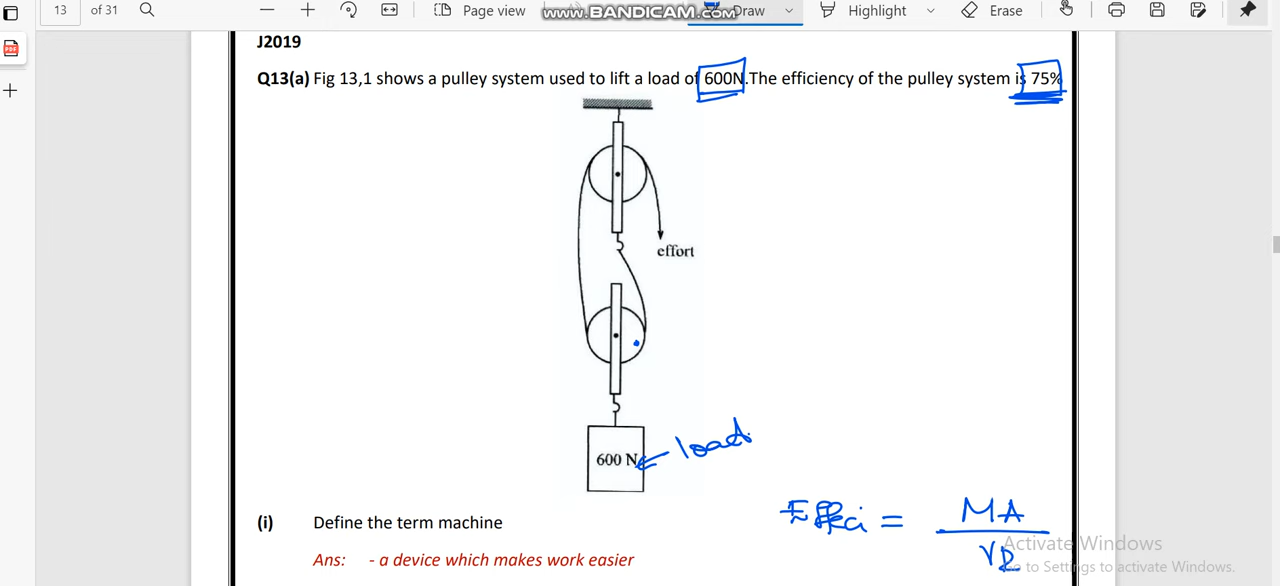 13 of 31 Page view Draw Highlight Erase
www.BANDICAM.com
J2019
Q13(a) Fig 13,1 shows a pulley system used to lift a load of 600N.The efficiency of the pulley system is 75%
effort
load
600 N
(i) Define the term machine
Effici = MA
VR
Ans: - a device which makes work easier
Activate Windows
Go to Settings to activate Windows.